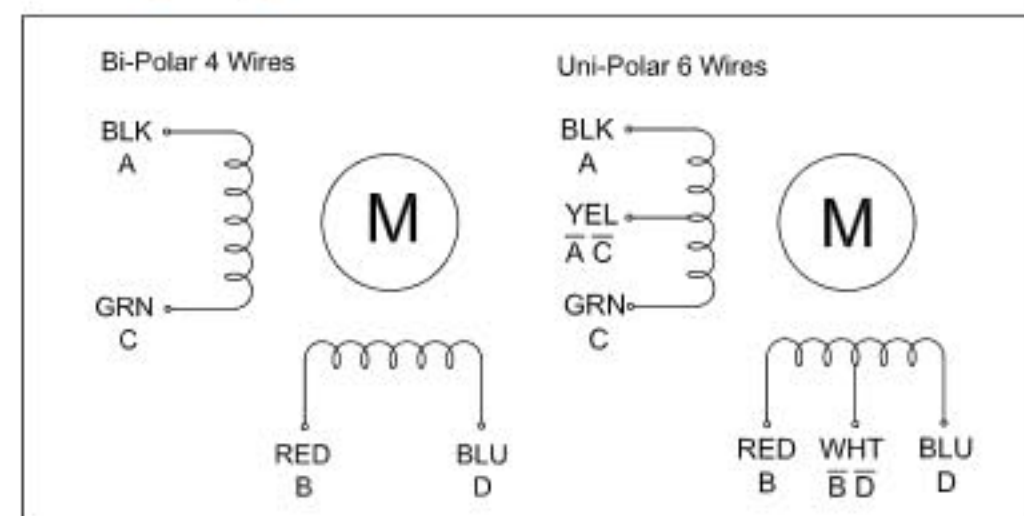 Bi-Polar 4 Wires
BLK
A
M
GRN
C
RED
B
BLU
D
Uni-Polar 6 Wires
BLK
A
YEL
A̅ C̅
M
GRN
C
RED
B
WHT
B̅ D̅
BLU
D